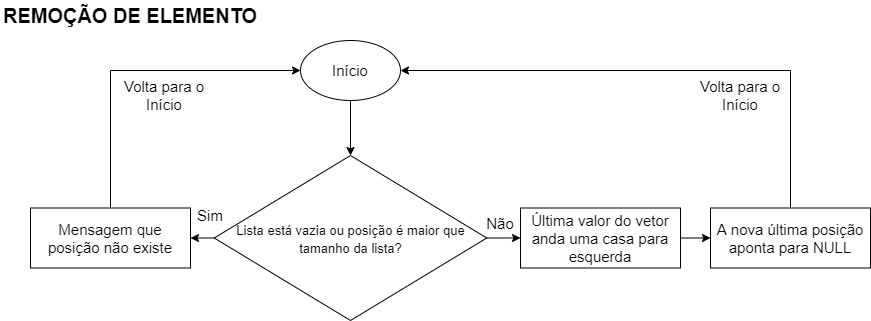 REMOÇÃO DE ELEMENTO
Início
Volta para o
Início
Volta para o
Início
Mensagem que
posição não existe
Sim
Lista está vazia ou posição é maior que
tamanho da lista?
Não
Última valor do vetor
anda uma casa para
esquerda
A nova última posição
aponta para NULL